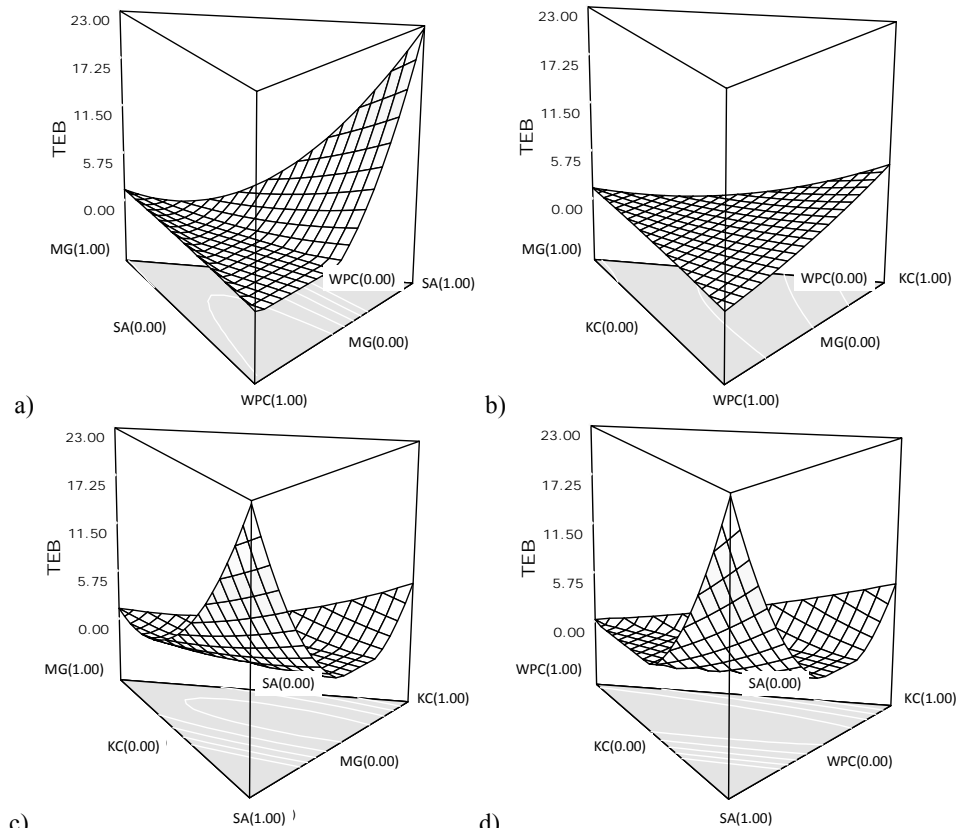 23.00
17.25
11.50
5.75
0.00
TEB
MG(1.00)
WPC(0.00)
SA(1.00)
SA(0.00)
MG(0.00)
WPC(1.00)
a)
23.00
17.25
11.50
5.75
0.00
TEB
MG(1.00)
WPC(0.00)
KC(1.00)
KC(0.00)
MG(0.00)
WPC(1.00)
b)
23.00
17.25
11.50
5.75
0.00
TEB
MG(1.00)
SA(0.00)
KC(1.00)
KC(0.00) )
MG(0.00)
SA(1.00) )
c)
23.00
17.25
11.50
5.75
0.00
TEB
WPC(1.00)
SA(0.00)
KC(1.00)
KC(0.00)
WPC(0.00)
SA(1.00)
d)